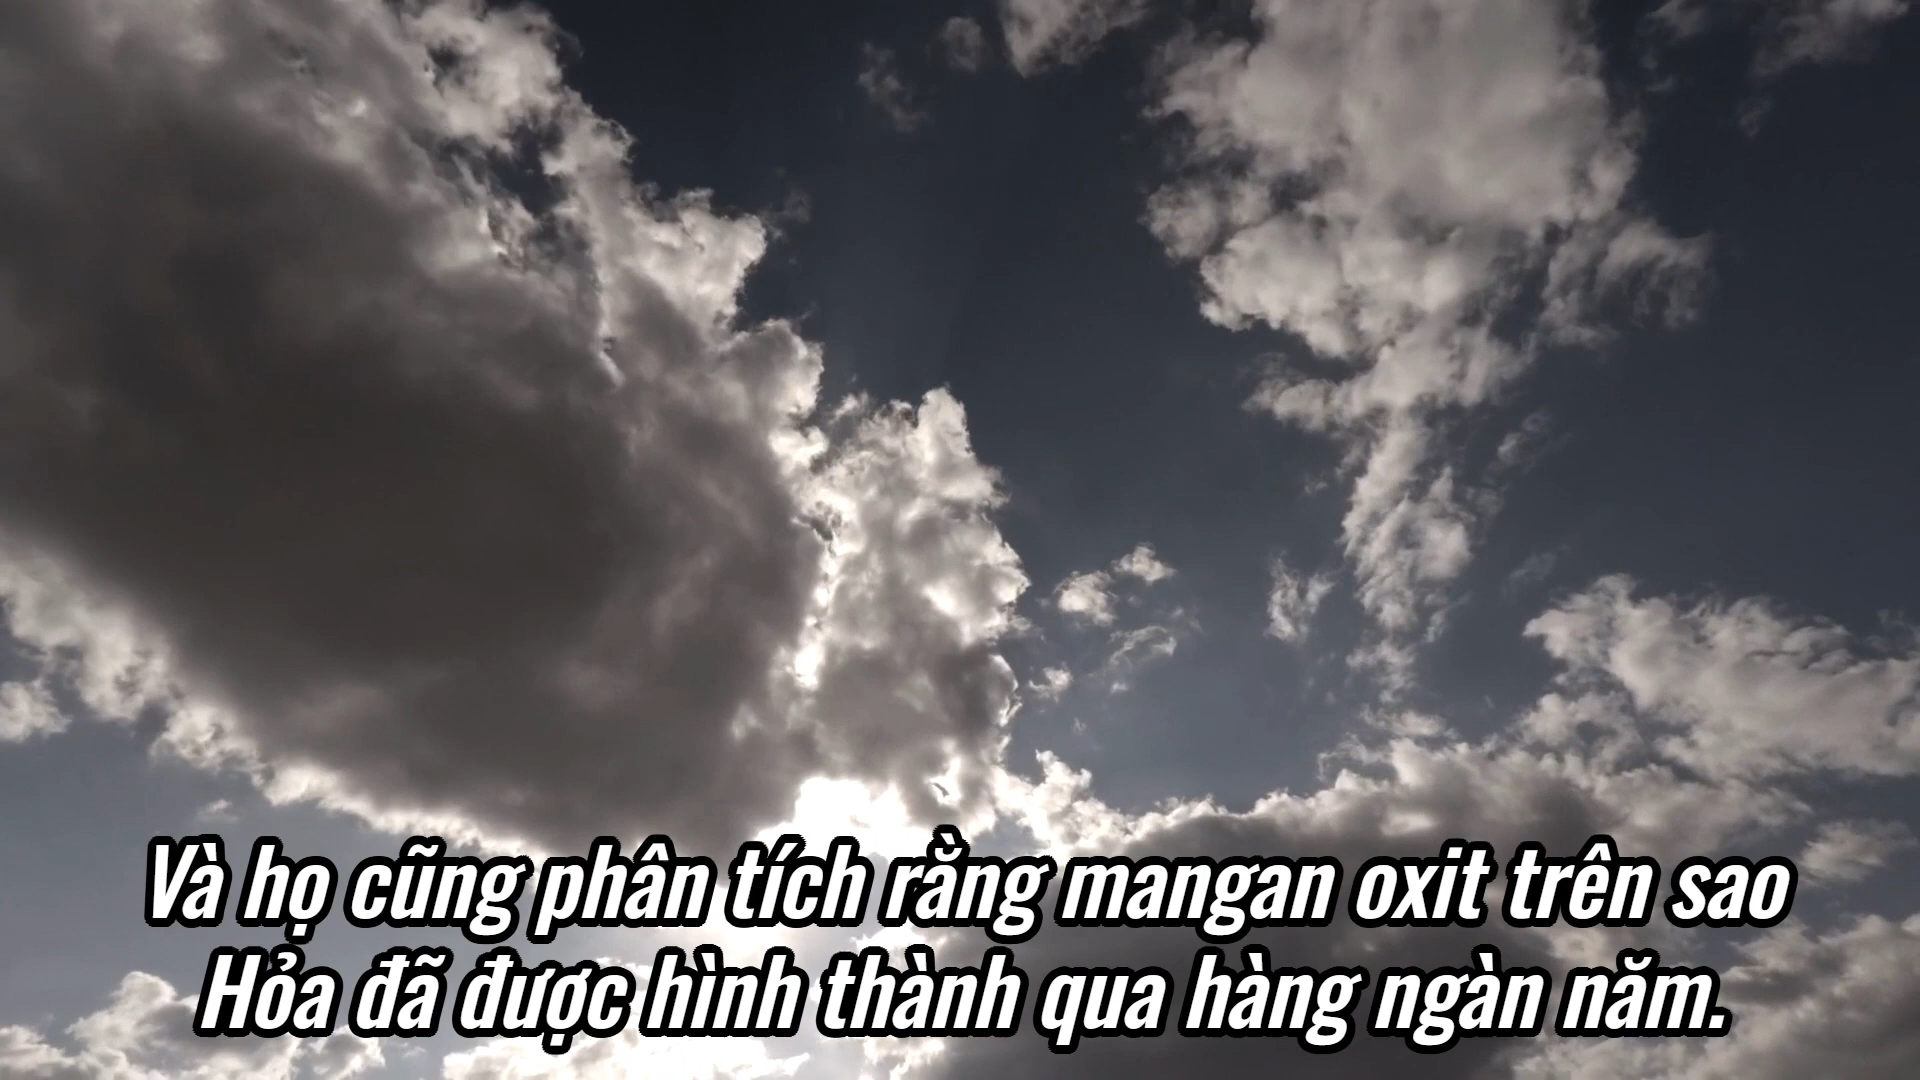 Và họ cũng phân tích rằng mangan oxit trên sao
Hỏa đã được hình thành qua hàng ngàn năm.